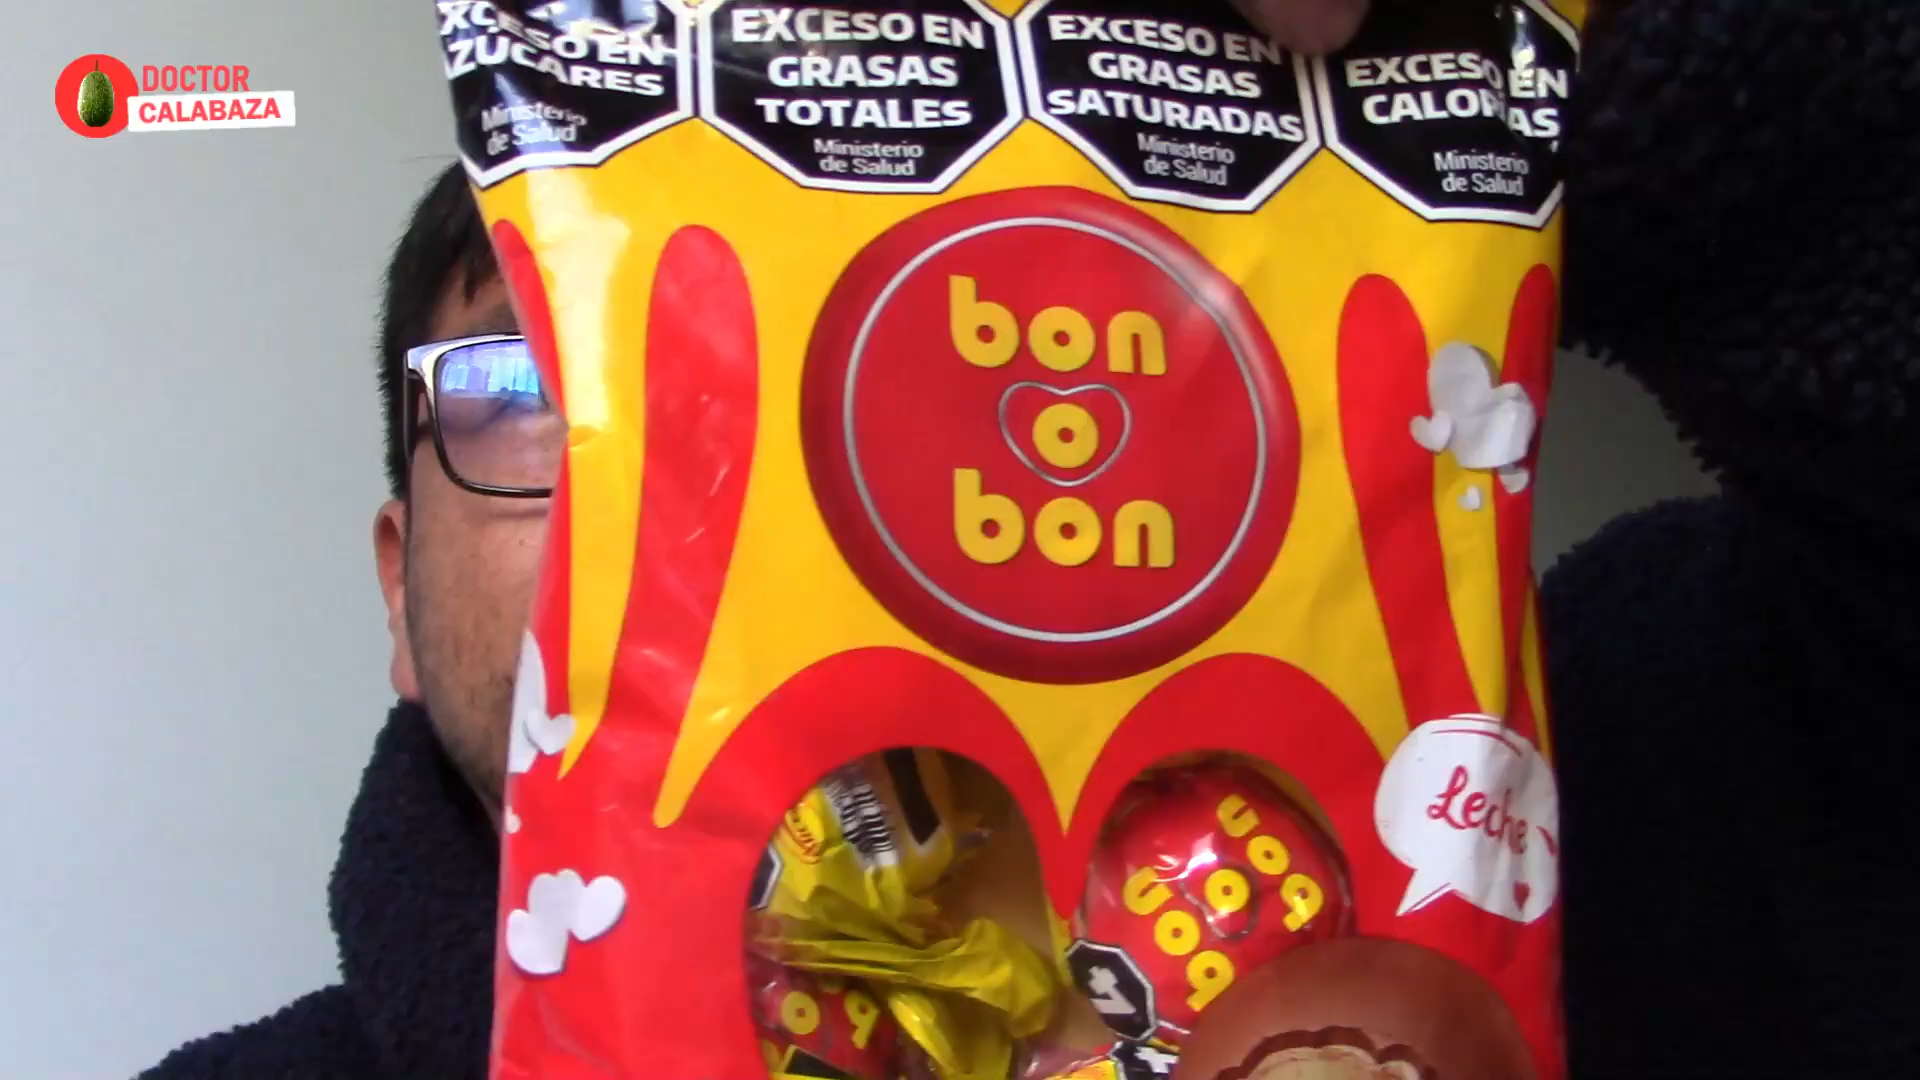 DOCTOR
CALABAZA
EXCESO EN
AZÚCARES
Ministerio
de Salud
EXCESO EN
GRASAS
TOTALES
Ministerio
de Salud
EXCESO EN
GRASAS
SATURADAS
Ministerio
de Salud
EXCESO EN
CALORÍAS
Ministerio
de Salud
bon
o
bon
Leche
bon
o
bon
4